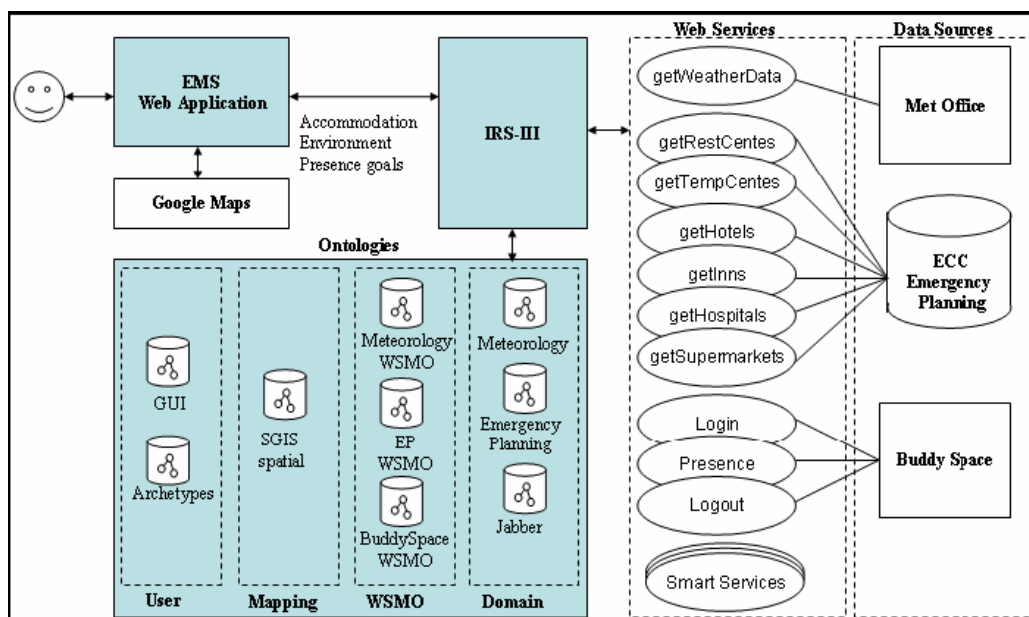 Web Services
Data Sources
EMS
Web Application
Accommodation
Environment
Presence goals
IRS-III
Google Maps
getWeatherData
getRestCentes
getTempCentes
getHotels
getInns
getHospitals
getSupermarkets
Login
Presence
Logout
Smart Services
Met Office
ECC
Emergency
Planning
Buddy Space
Ontologies
GUI
Archetypes
User
SGIS
spatial
Mapping
Meteorology
WSMO
EP
WSMO
BuddySpace
WSMO
WSMO
Meteorology
Emergency
Planning
Jabber
Domain